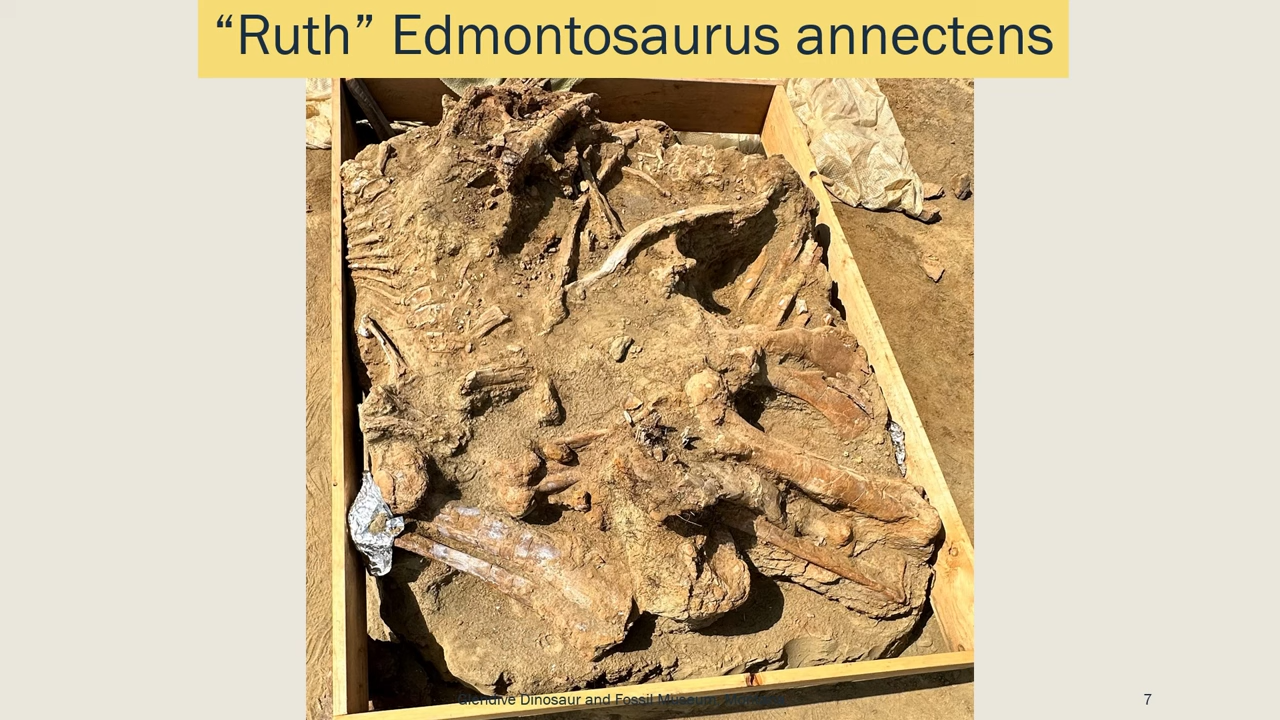 “Ruth” Edmontosaurus annectens
Glendive Dinosaur and Fossil Museum
7